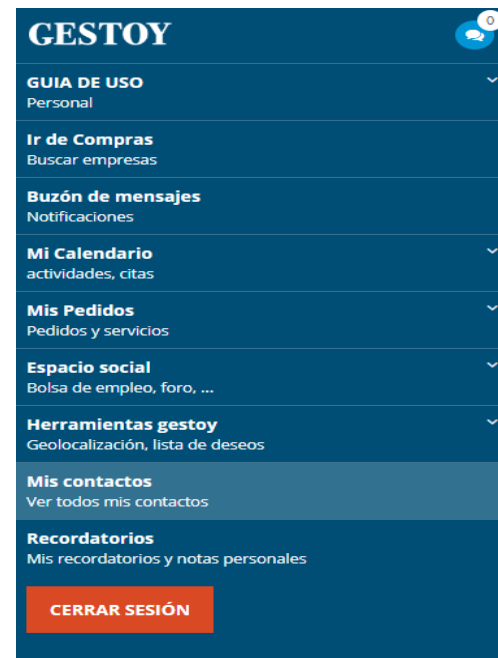 GESTOY
0
GUIA DE USO
Personal
Ir de Compras
Buscar empresas
Buzón de mensajes
Notificaciones
Mi Calendario
actividades, citas
Mis Pedidos
Pedidos y servicios
Espacio social
Bolsa de empleo, foro, ...
Herramientas gestoy
Geolocalización, lista de deseos
Mis contactos
Ver todos mis contactos
Recordatorios
Mis recordatorios y notas personales
CERRAR SESIÓN